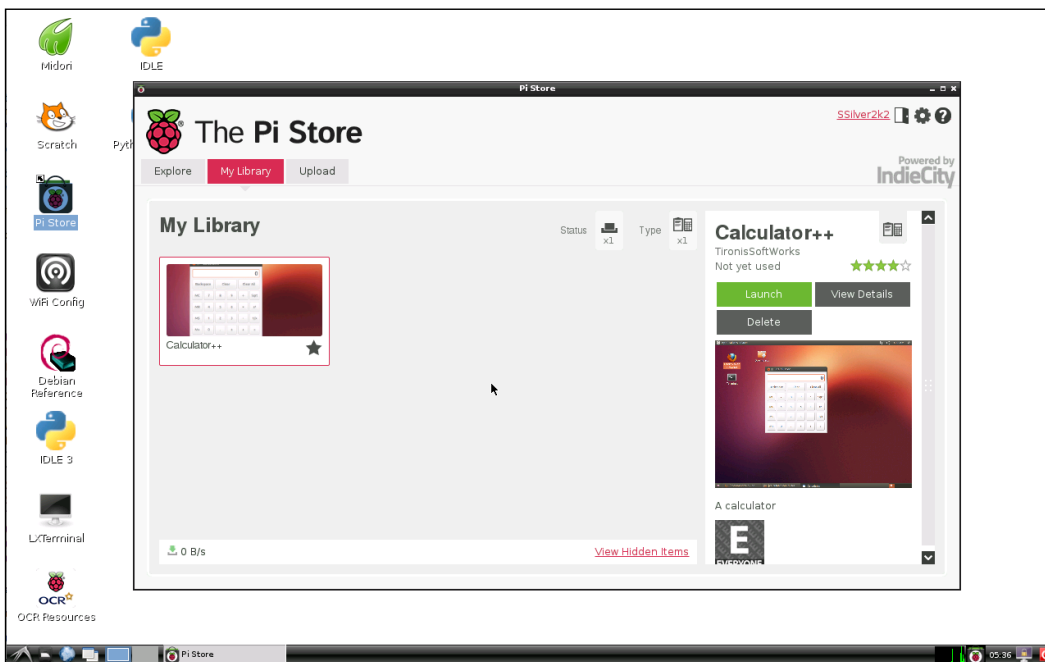 Midori
IDLE
Scratch
Pyth
Pi Store
WiFi Config
Debian
Reference
IDLE 3
LXTerminal
OCR
OCR Resources
Pi Store
The Pi Store
SSilver2k2
Explore
My Library
Upload
Powered by
IndieCity
My Library
Status
x1
Type
x1
Calculator++
0 B/s
View Hidden Items
Calculator++
TironisSoftWorks
Not yet used
Launch
View Details
Delete
A calculator
E
EVERYONE
Pi Store
05:36